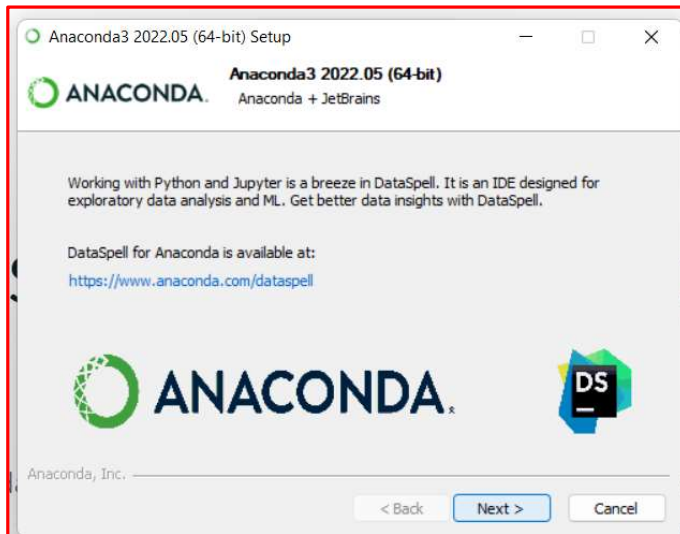 Anaconda3 2022.05 (64-bit) Setup
ANACONDA.
Anaconda3 2022.05 (64-bit)
Anaconda + JetBrains
Working with Python and Jupyter is a breeze in DataSpell. It is an IDE designed for
exploratory data analysis and ML. Get better data insights with DataSpell.
DataSpell for Anaconda is available at:
https://www.anaconda.com/dataspell
ANACONDA.
DS
Anaconda, Inc.
< Back
Next >
Cancel